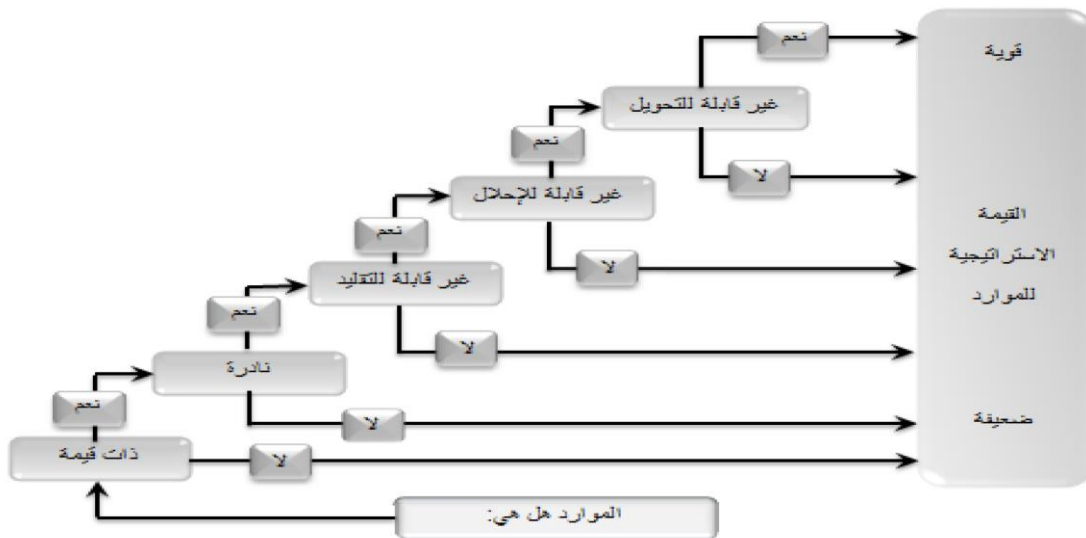 نعم
قوية
غير قابلة للتحويل
نعم
لا
غير قابلة للإحلال
القيمة
نعم
لا
الاستراتيجية
غير قابلة للتقليد
للموارد
نعم
لا
نادرة
نعم
لا
ضعيفة
ذات قيمة
لا
الموارد هل هي: